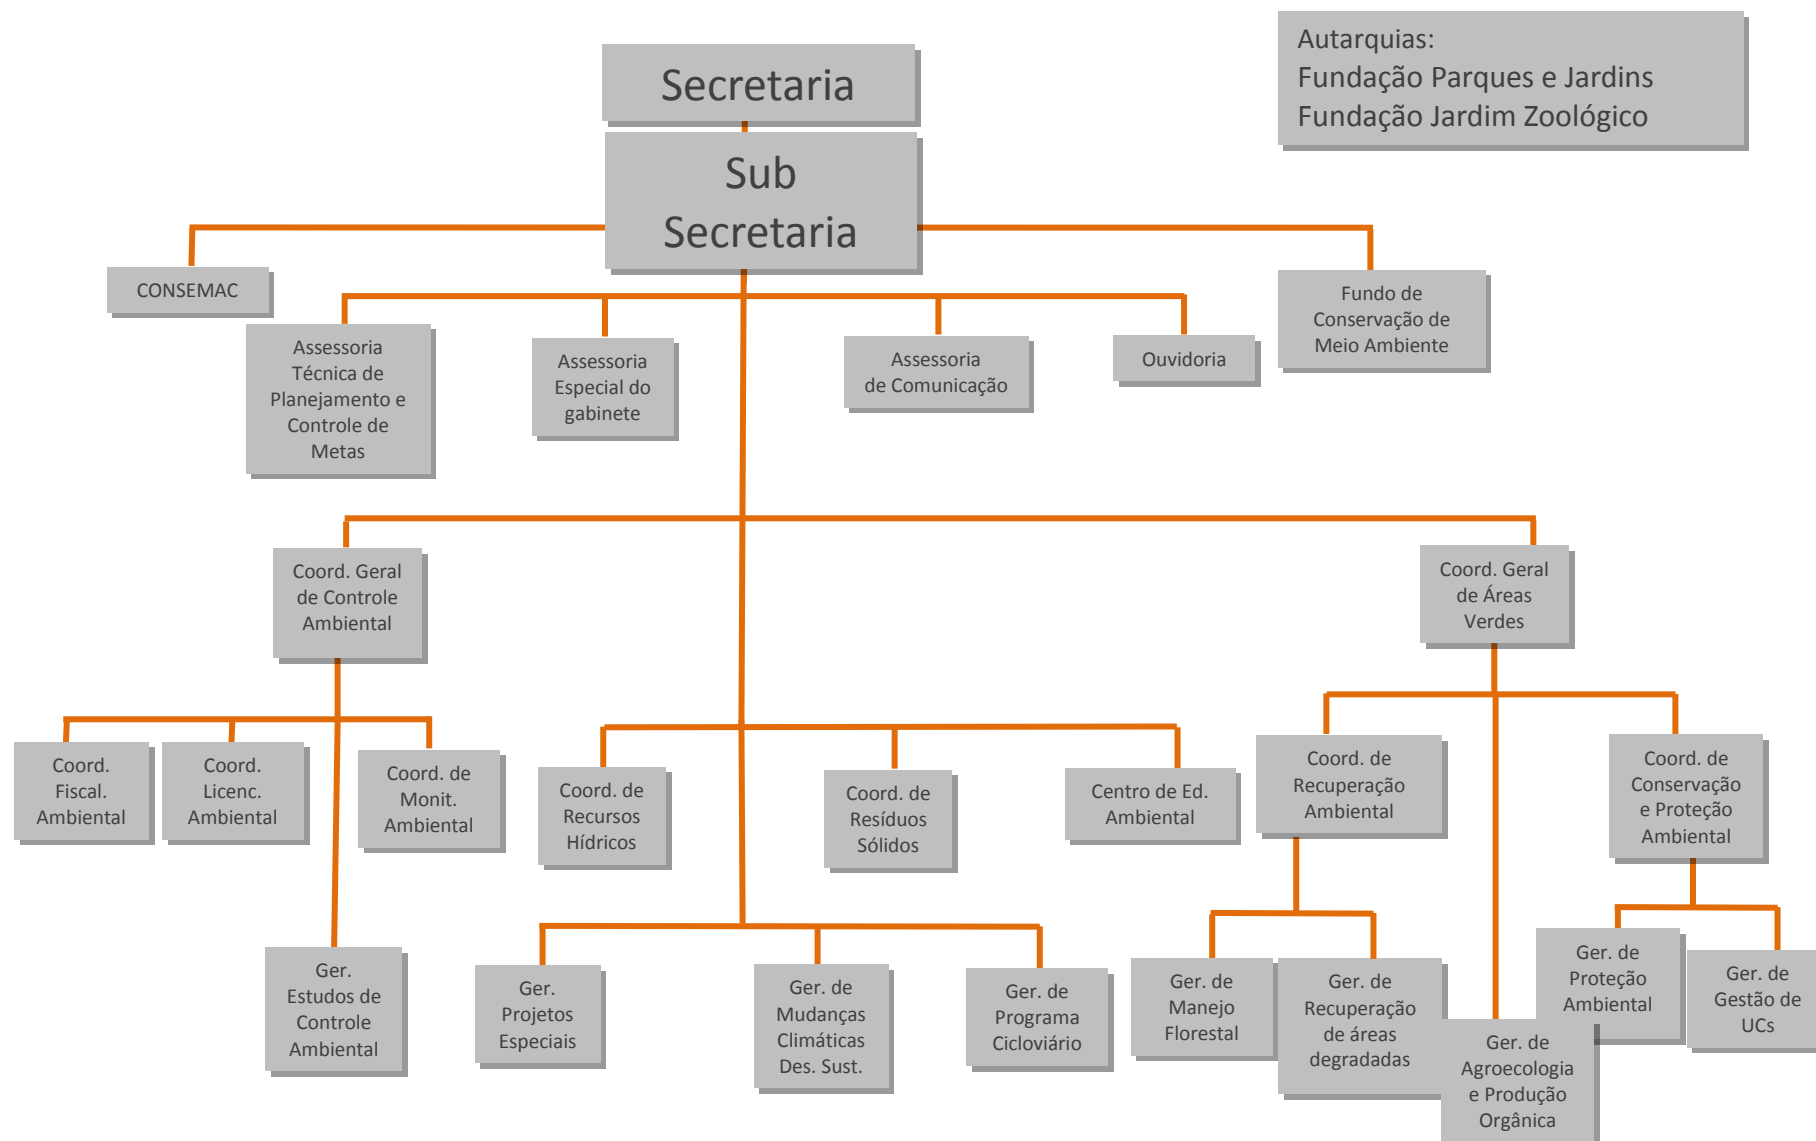 Autarquias:
Fundação Parques e Jardins
Fundação Jardim Zoológico
Secretaria
Sub
Secretaria
CONSEMAC
Fundo de
Conservação de
Meio Ambiente
Assessoria
Técnica de
Planejamento e
Controle de
Metas
Assessoria
Especial do
gabinete
Assessoria
de Comunicação
Ouvidoria
Coord. Geral
de Controle
Ambiental
Coord. Geral
de Áreas
Verdes
Coord.
Fiscal.
Ambiental
Coord.
Licenc.
Ambiental
Coord. de
Monit.
Ambiental
Coord. de
Recursos
Hídricos
Coord. de
Resíduos
Sólidos
Centro de Ed.
Ambiental
Coord. de
Recuperação
Ambiental
Coord. de
Conservação
e Proteção
Ambiental
Ger.
Estudos de
Controle
Ambiental
Ger.
Projetos
Especiais
Ger. de
Mudanças
Climáticas
Des. Sust.
Ger. de
Programa
Cicloviário
Ger. de
Manejo
Florestal
Ger. de
Recuperação
de áreas
degradadas
Ger. de
Agroecologia
e Produção
Orgânica
Ger. de
Proteção
Ambiental
Ger. de
Gestão de
UCs